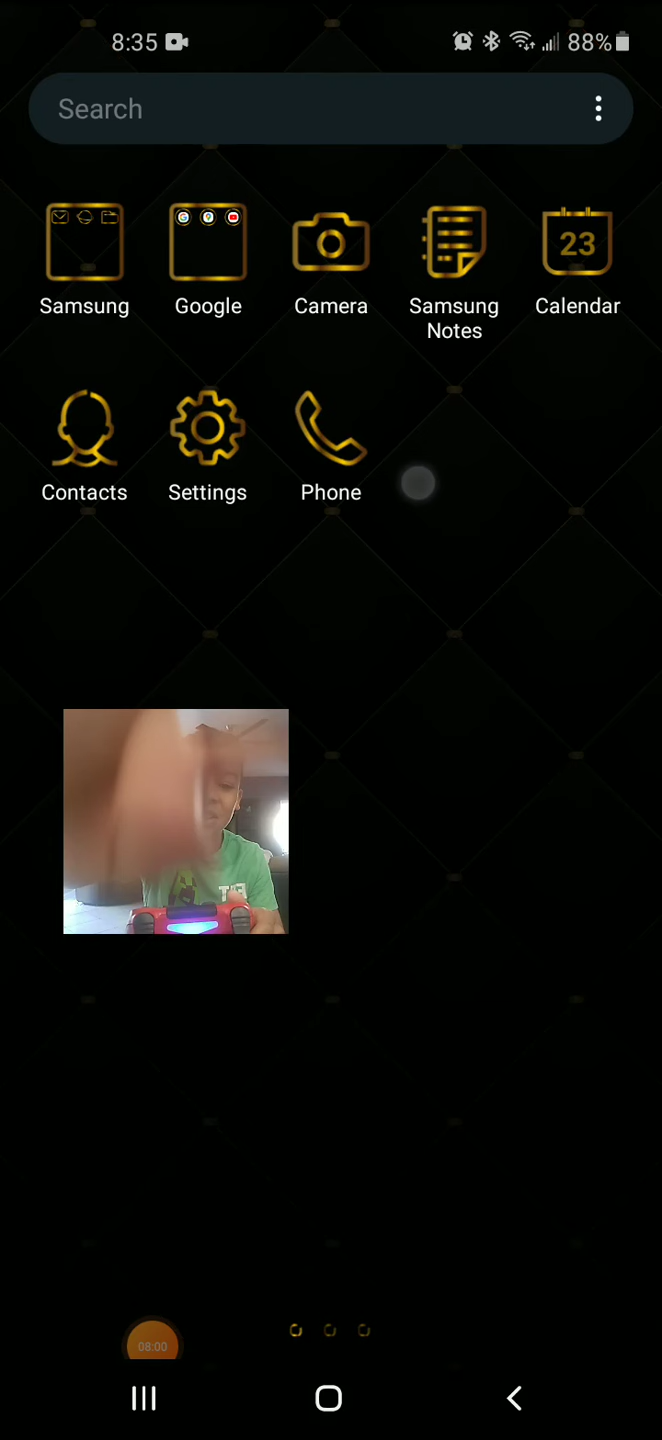 8:35
88%
Search
Samsung
Google
Camera
Samsung
Notes
Calendar
23
Contacts
Settings
Phone
08:00